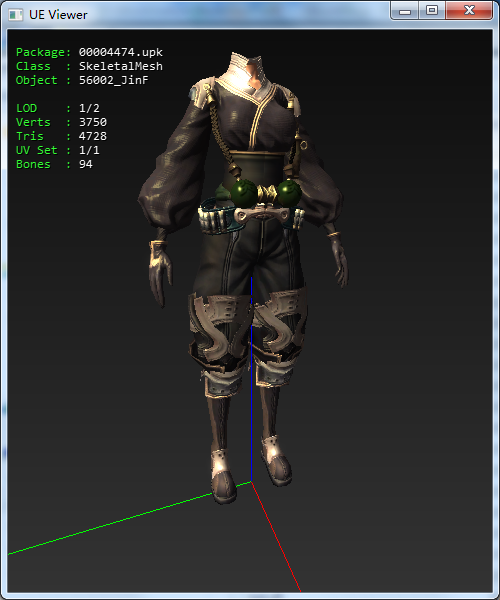 UE Viewer
Package: 00004474.upk
Class : SkeletalMesh
Object : 56002_JinF
LOD : 1/2
Verts : 3750
Tris : 4728
UV Set : 1/1
Bones : 94